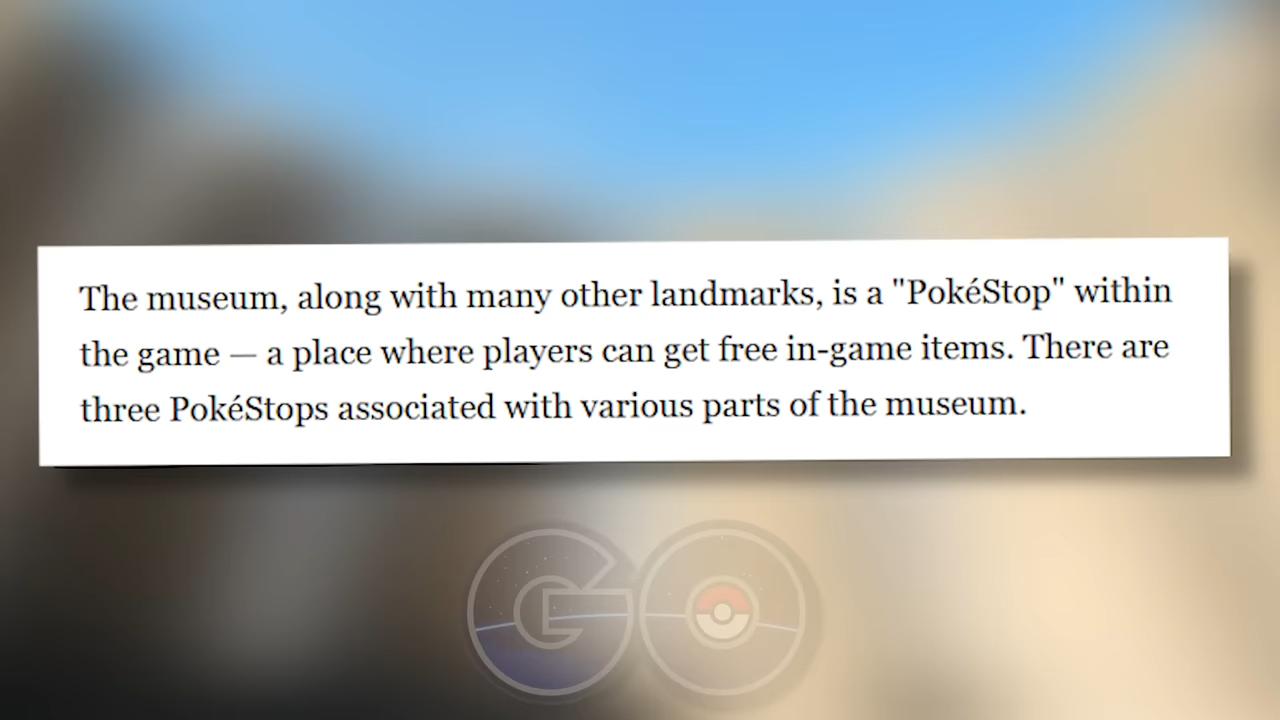 The museum, along with many other landmarks, is a "PokéStop" within
the game — a place where players can get free in-game items. There are
three PokéStops associated with various parts of the museum.
GO